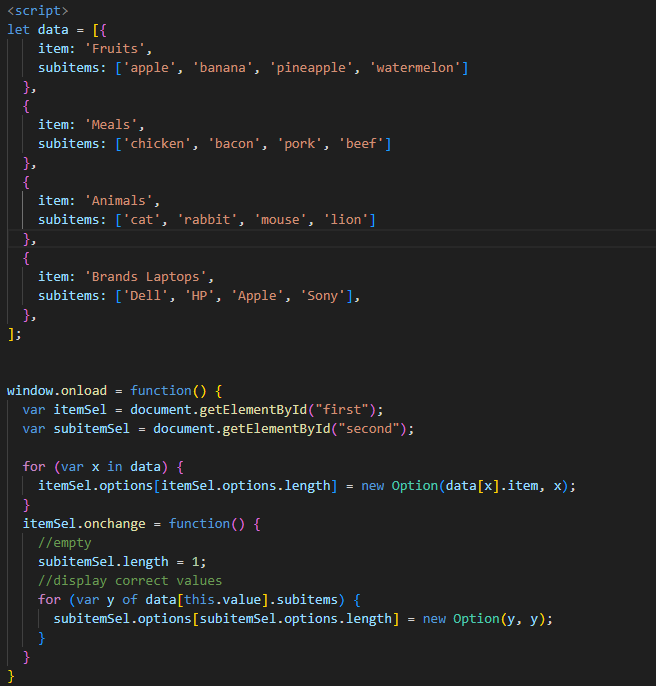 <script>
let data = [{
    item: 'Fruits',
    subitems: ['apple', 'banana', 'pineapple', 'watermelon']
  },
  {
    item: 'Meals',
    subitems: ['chicken', 'bacon', 'pork', 'beef']
  },
  {
    item: 'Animals',
    subitems: ['cat', 'rabbit', 'mouse', 'lion']
  },
  {
    item: 'Brands Laptops',
    subitems: ['Dell', 'HP', 'Apple', 'Sony'],
  },
];
window.onload = function() {
  var itemSel = document.getElementById("first");
  var subitemSel = document.getElementById("second");
  for (var x in data) {
    itemSel.options[itemSel.options.length] = new Option(data[x].item, x);
  }
  itemSel.onchange = function() {
    //empty
    subitemSel.length = 1;
    //display correct values
    for (var y of data[this.value].subitems) {
      subitemSel.options[subitemSel.options.length] = new Option(y, y);
    }
  }
}